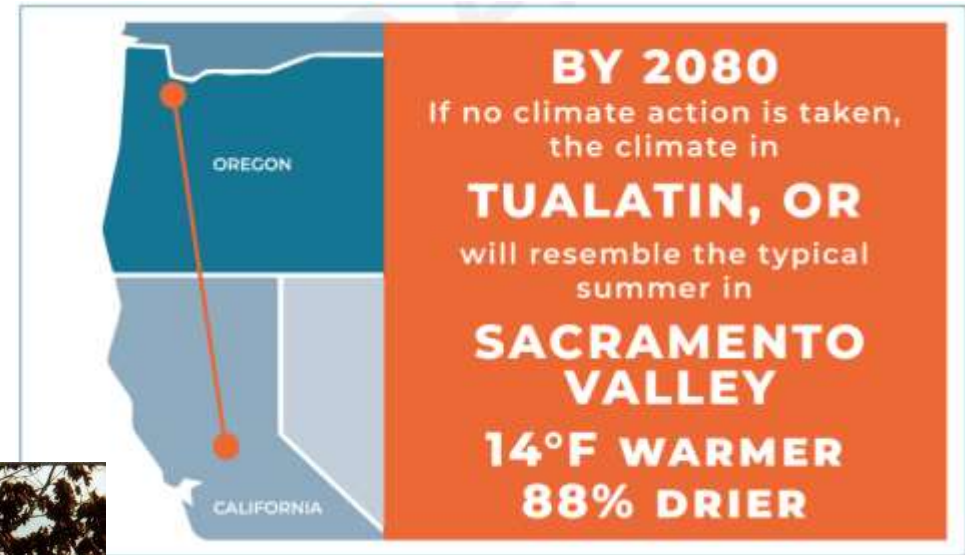 OREGON
CALIFORNIA
BY 2080
If no climate action is taken,
the climate in
TUALATIN, OR
will resemble the typical
summer in
SACRAMENTO
VALLEY
14°F WARMER
88% DRIER